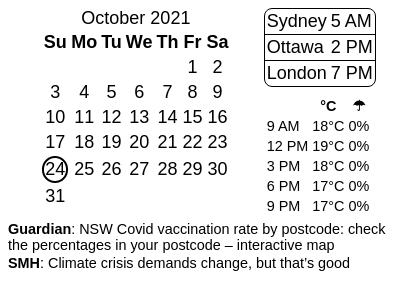 October 2021
Su Mo Tu We Th Fr Sa
1 2
3 4 5 6 7 8 9
10 11 12 13 14 15 16
17 18 19 20 21 22 23
24 25 26 27 28 29 30
31
Sydney 5 AM
Ottawa 2 PM
London 7 PM
°C ☂
9 AM 18°C 0%
12 PM 19°C 0%
3 PM 18°C 0%
6 PM 17°C 0%
9 PM 17°C 0%
Guardian: NSW Covid vaccination rate by postcode: check
the percentages in your postcode – interactive map
SMH: Climate crisis demands change, but that’s good